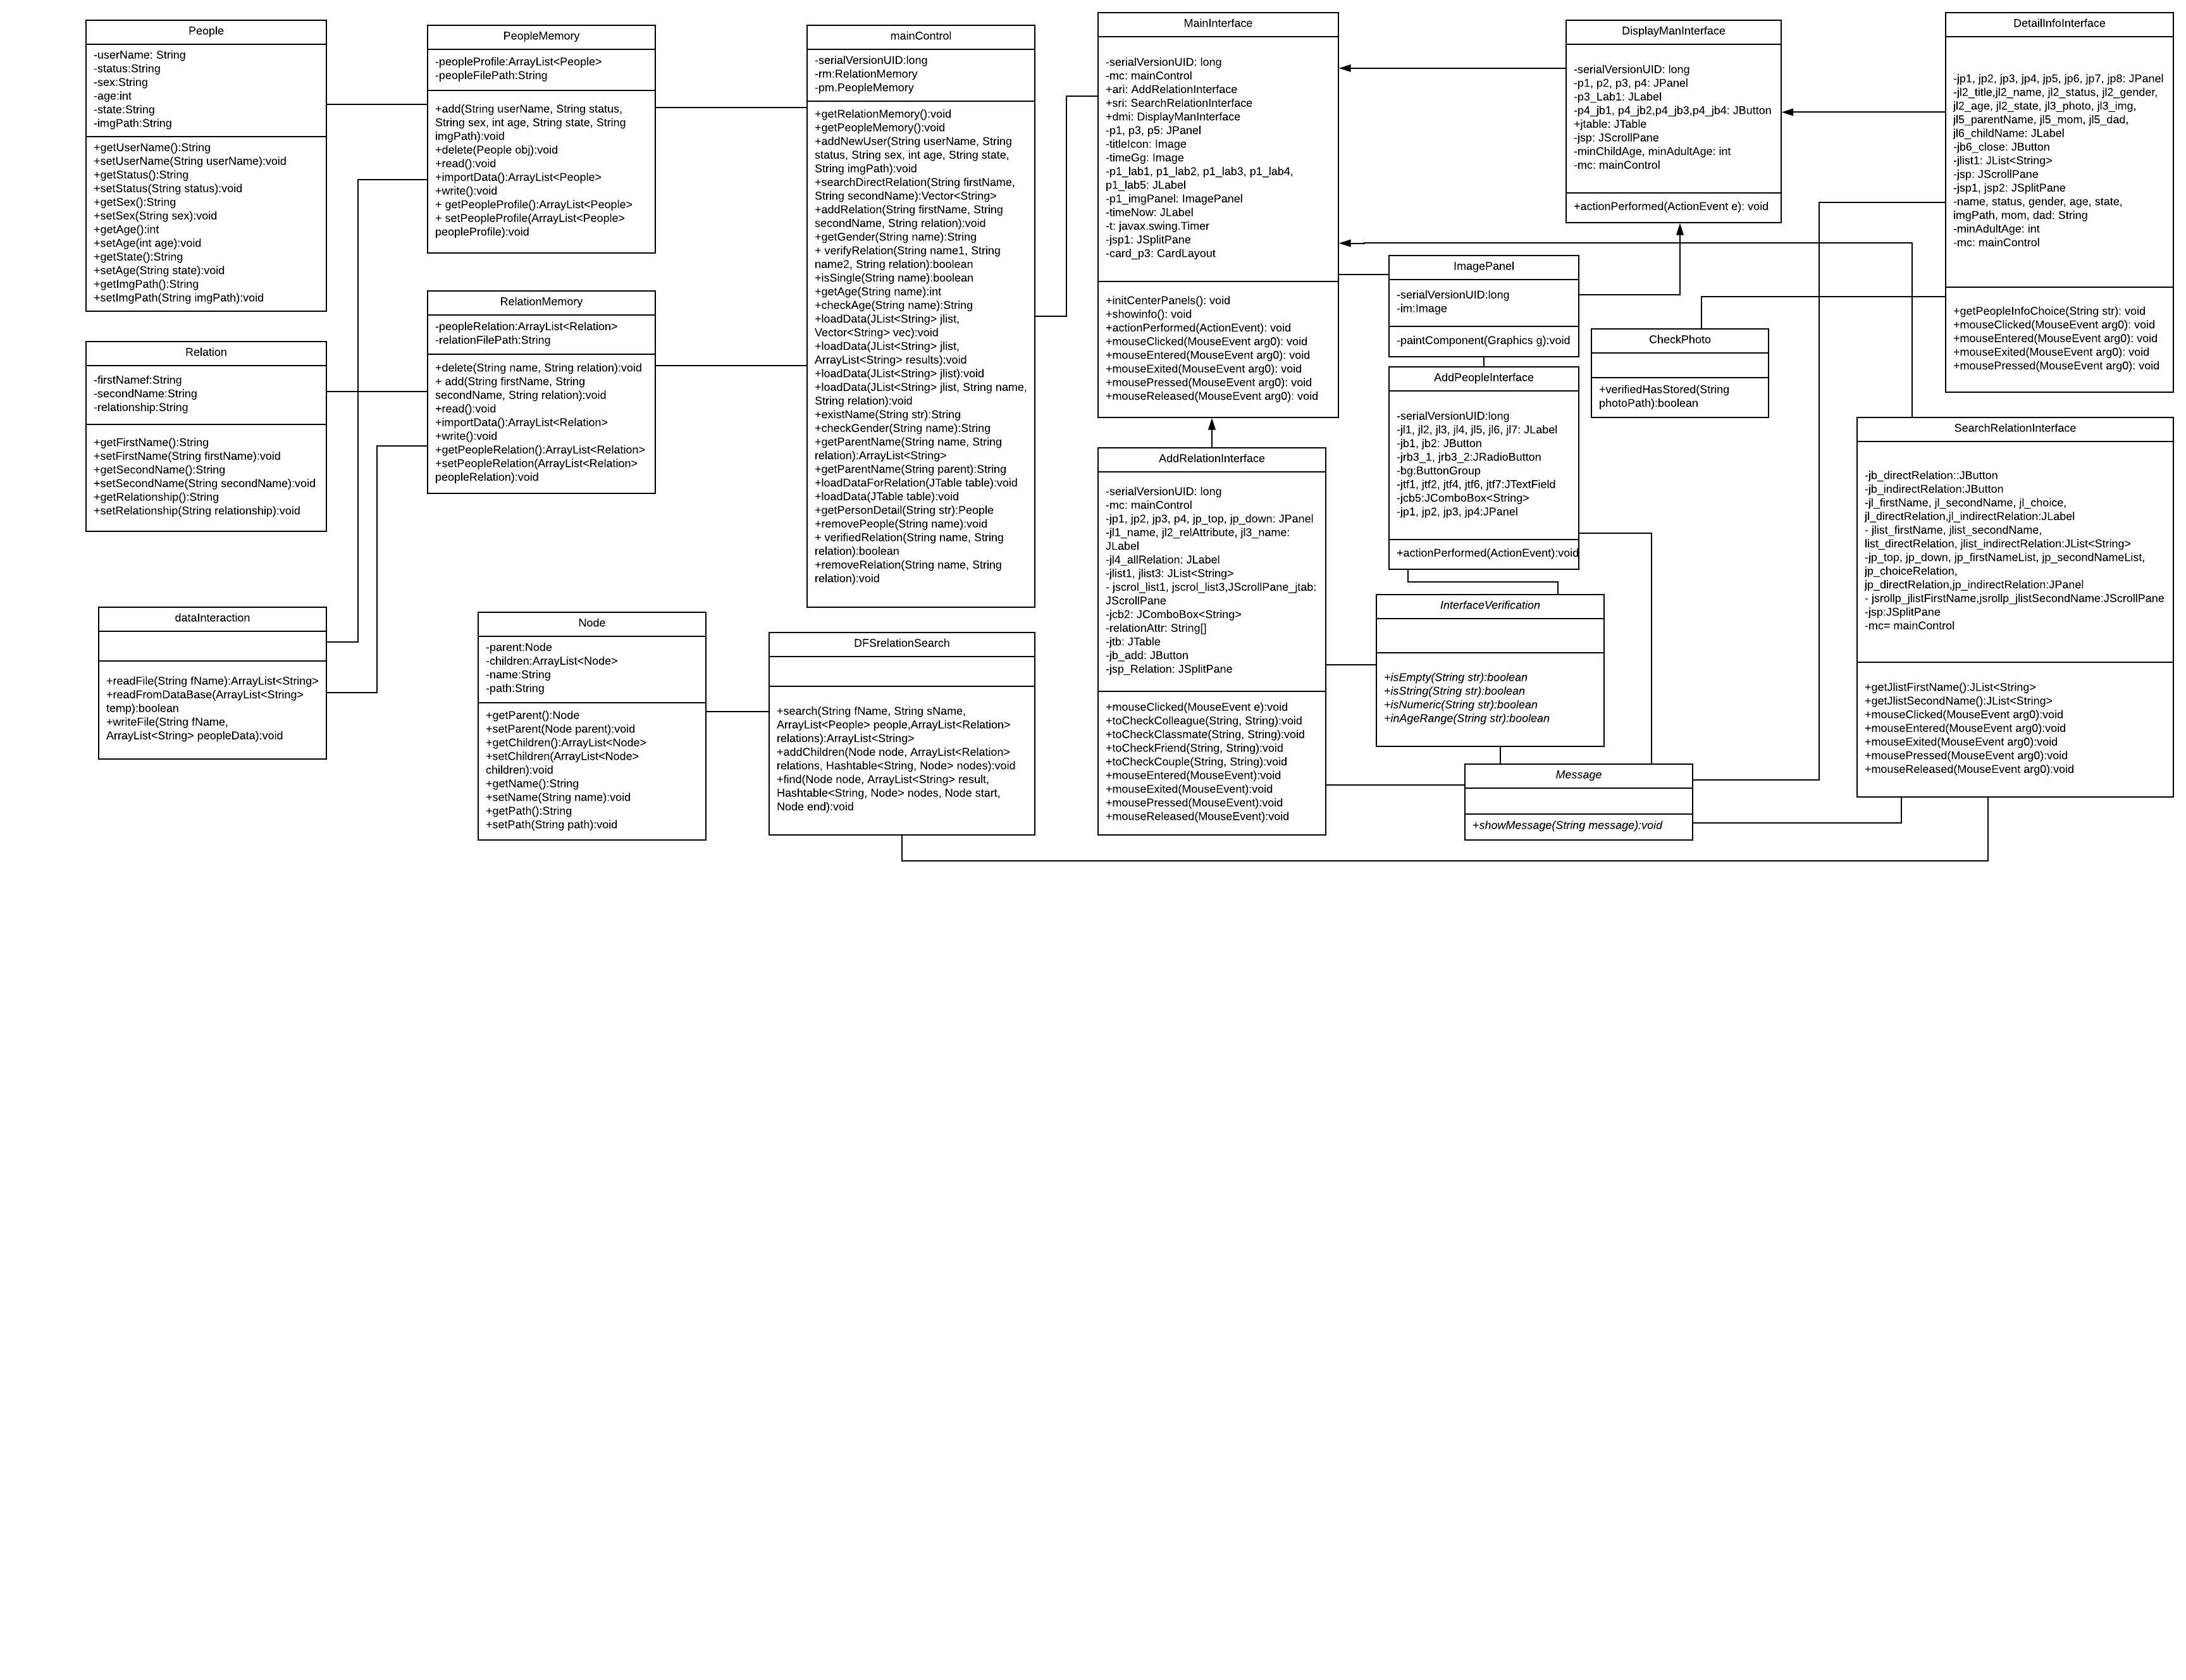 People
-userName: String
-status:String
-sex:String
-age:int
-state:String
-imgPath:String
+getUserName():String
+setUserName(String userName):void
+getStatus():String
+setStatus(String status):void
+getSex():String
+setSex(String sex):void
+getAge():int
+setAge(int age):void
+getState():String
+setAge(String state):void
+getImgPath():String
+setImgPath(String imgPath):void
Relation
-firstNamef:String
-secondName:String
-relationship:String
+getFirstName():String
+setFirstName(String firstName):void
+getSecondName():String
+setSecondName(String secondName):void
+getRelationship():String
+setRelationship(String relationship):void
dataInteraction
+readFile(String fName):ArrayList<String>
+readFromDataBase(ArrayList<String>
temp):boolean
+writeFile(String fName,
ArrayList<String> peopleData):void
PeopleMemory
-peopleProfile:ArrayList<People>
-peopleFilePath:String
+add(String userName, String status,
String sex, int age, String state, String
imgPath):void
+delete(People obj):void
+read():void
+importData():ArrayList<People>
+write():void
+ getPeopleProfile():ArrayList<People>
+ setPeopleProfile(ArrayList<People>
peopleProfile):void
RelationMemory
-peopleRelation:ArrayList<Relation>
-relationFilePath:String
+delete(String name, String relation):void
+ add(String firstName, String
secondName, String relation):void
+read():void
+importData():ArrayList<Relation>
+write():void
+getPeopleRelation():ArrayList<Relation>
+setPeopleRelation(ArrayList<Relation>
peopleRelation):void
Node
-parent:Node
-children:ArrayList<Node>
-name:String
-path:String
+getParent():Node
+setParent(Node parent):void
+getChildren():ArrayList<Node>
+setChildren(ArrayList<Node>
children):void
+getName():String
+setName(String name):void
+getPath():String
+setPath(String path):void
mainControl
-serialVersionUID:long
-rm:RelationMemory
-pm.PeopleMemory
+getRelationMemory():void
+getPeopleMemory():void
+addNewUser(String userName, String
status, String sex, int age, String state,
String imgPath):void
+searchDirectRelation(String firstName,
String secondName):Vector<String>
+addRelation(String firstName, String
secondName, String relation):void
+getGender(String name):String
+ verifyRelation(String name1, String
name2, String relation):boolean
+isSingle(String name):boolean
+getAge(String name):int
+checkAge(String name):String
+loadData(JList<String> jlist,
Vector<String> vec):void
+loadData(JList<String> jlist,
ArrayList<String> results):void
+loadData(JList<String> jlist):void
+loadData(JList<String> jlist, String name,
String relation):void
+existName(String str):String
+checkGender(String name):String
+getParentName(String name, String
relation):ArrayList<String>
+getParentName(String parent):String
+loadDataForRelation(JTable table):void
+loadData(JTable table):void
+getPersonDetail(String str):People
+removePeople(String name):void
+ verifiedRelation(String name, String
relation):boolean
+removeRelation(String name, String
relation):void
DFSrelationSearch
+search(String fName, String sName,
ArrayList<People> people,ArrayList<Relation>
relations):ArrayList<String>
+addChildren(Node node, ArrayList<Relation>
relations, Hashtable<String, Node> nodes):void
+find(Node node, ArrayList<String> result,
Hashtable<String, Node> nodes, Node start,
Node end):void
MainInterface
-serialVersionUID: long
-mc: mainControl
+ari: AddRelationInterface
+sri: SearchRelationInterface
+dmi: DisplayManInterface
-p1, p3, p5: JPanel
-titleIcon: Image
-timeGg: Image
-p1_lab1, p1_lab2, p1_lab3, p1_lab4,
p1_lab5: JLabel
-p1_imgPanel: ImagePanel
-timeNow: JLabel
-t: javax.swing.Timer
-jsp1: JSplitPane
-card_p3: CardLayout
+initCenterPanels(): void
+showinfo(): void
+actionPerformed(ActionEvent): void
+mouseClicked(MouseEvent arg0): void
+mouseEntered(MouseEvent arg0): void
+mouseExited(MouseEvent arg0): void
+mousePressed(MouseEvent arg0): void
+mouseReleased(MouseEvent arg0): void
AddRelationInterface
-serialVersionUID: long
-mc: mainControl
-jp1, jp2, jp3, p4, jp_top, jp_down: JPanel
-jl1_name, jl2_relAttribute, jl3_name:
JLabel
-jl4_allRelation: JLabel
-jlist1, jlist3: JList<String>
- jscrol_list1, jscrol_list3,JScrollPane_jtab:
JScrollPane
-jcb2: JComboBox<String>
-relationAttr: String[]
-jtb: JTable
-jb_add: JButton
-jsp_Relation: JSplitPane
+mouseClicked(MouseEvent e):void
+toCheckColleague(String, String):void
+toCheckClassmate(String, String):void
+toCheckFriend(String, String):void
+toCheckCouple(String, String):void
+mouseEntered(MouseEvent):void
+mouseExited(MouseEvent):void
+mousePressed(MouseEvent):void
+mouseReleased(MouseEvent):void
DisplayManInterface
-serialVersionUID: long
-p1, p2, p3, p4: JPanel
-p3_Lab1: JLabel
-p4_jb1, p4_jb2,p4_jb3,p4_jb4: JButton
+jtable: JTable
-jsp: JScrollPane
-minChildAge, minAdultAge: int
-mc: mainControl
+actionPerformed(ActionEvent e): void
ImagePanel
-serialVersionUID:long
-im:Image
-paintComponent(Graphics g):void
CheckPhoto
+verifiedHasStored(String
photoPath):boolean
AddPeopleInterface
-serialVersionUID:long
-jl1, jl2, jl3, jl4, jl5, jl6, jl7: JLabel
-jb1, jb2: JButton
-jrb3_1, jrb3_2:JRadioButton
-bg:ButtonGroup
-jtf1, jtf2, jtf4, jtf6, jtf7:JTextField
-jcb5:JComboBox<String>
-jp1, jp2, jp3, jp4:JPanel
+actionPerformed(ActionEvent):void
InterfaceVerification
+isEmpty(String str):boolean
+isString(String str):boolean
+isNumeric(String str):boolean
+inAgeRange(String str):boolean
Message
+showMessage(String message):void
DetailInfoInterface
-jp1, jp2, jp3, jp4, jp5, jp6, jp7, jp8: JPanel
-jl2_title,jl2_name, jl2_status, jl2_gender,
jl2_age, jl2_state, jl3_photo, jl3_img,
jl5_parentName, jl5_mom, jl5_dad,
jl6_childName: JLabel
-jb6_close: JButton
-jlist1: JList<String>
-jsp: JScrollPane
-jsp1, jsp2: JSplitPane
-name, status, gender, age, state,
imgPath, mom, dad: String
-minAdultAge: int
-mc: mainControl
+getPeopleInfoChoice(String str): void
+mouseClicked(MouseEvent arg0): void
+mouseEntered(MouseEvent arg0): void
+mouseExited(MouseEvent arg0): void
+mousePressed(MouseEvent arg0): void
SearchRelationInterface
-jb_directRelation::JButton
-jb_indirectRelation:JButton
-jl_firstName, jl_secondName, jl_choice,
jl_directRelation,jl_indirectRelation:JLabel
- jlist_firstName, jlist_secondName,
list_directRelation, jlist_indirectRelation:JList<String>
-jp_top, jp_down, jp_firstNameList, jp_secondNameList,
jp_choiceRelation,
jp_directRelation,jp_indirectRelation:JPanel
- jsrollp_jlistFirstName,jsrollp_jlistSecondName:JScrollPane
-jsp:JSplitPane
-mc= mainControl
+getJlistFirstName():JList<String>
+getJlistSecondName():JList<String>
+mouseClicked(MouseEvent arg0):void
+mouseEntered(MouseEvent arg0):void
+mouseExited(MouseEvent arg0):void
+mousePressed(MouseEvent arg0):void
+mouseReleased(MouseEvent arg0):void